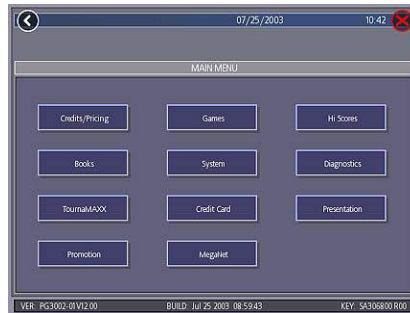 07/25/2003 10:42
MAIN MENU
Credits/Pricing Games Hi Scores
Books System Diagnostics
TournaMAXX Credit Card Presentation
Promotion MegaNet
VER: PG3002-01V12.00 BUILD: Jul 25 2003 08:59:43 KEY: SA306800 R00